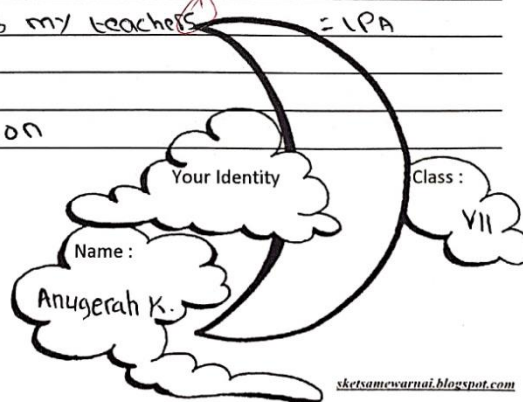 my teachers = IPA
on
Your Identity
Class :
VII
Name :
Anugerah K.
sketsamewarnai.blogspot.com